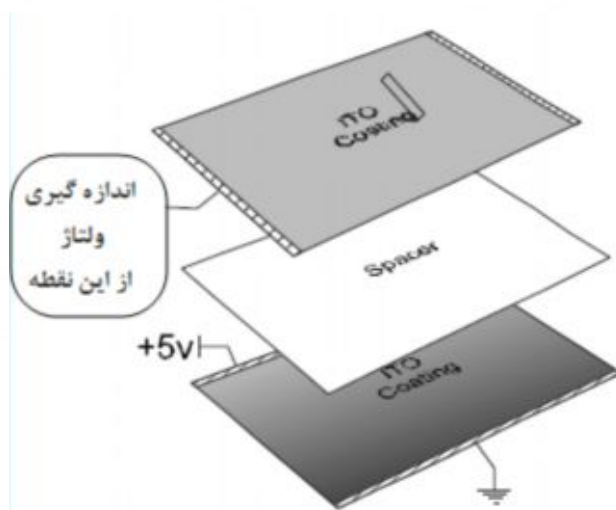 ITO
Coating
اندازه گیری
ولتاژ
از این نقطه
Spacer
+5v
ITO
Coating